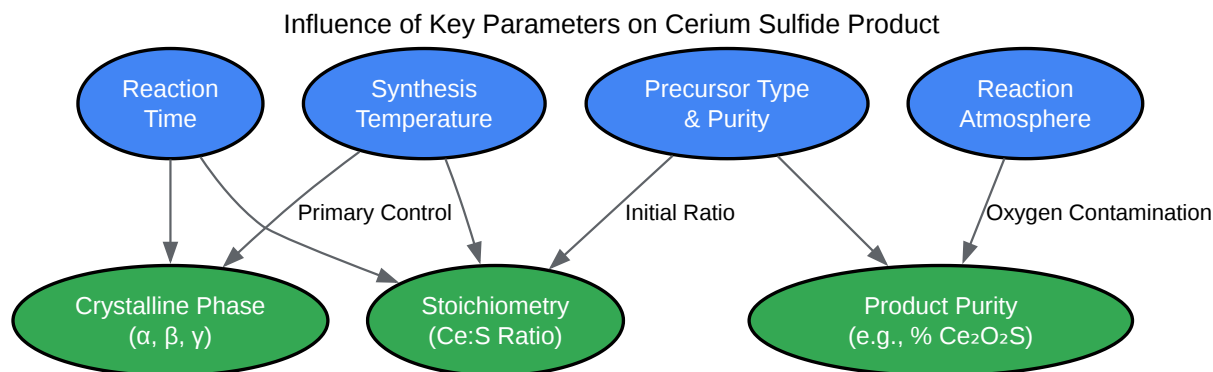 Influence of Key Parameters on Cerium Sulfide Product
Reaction
Time
Synthesis
Temperature
Precursor Type
& Purity
Reaction
Atmosphere
Primary Control
Initial Ratio
Oxygen Contamination
Crystalline Phase
(α, β, γ)
Stoichiometry
(Ce:S Ratio)
Product Purity
(e.g., % Ce₂O₂S)